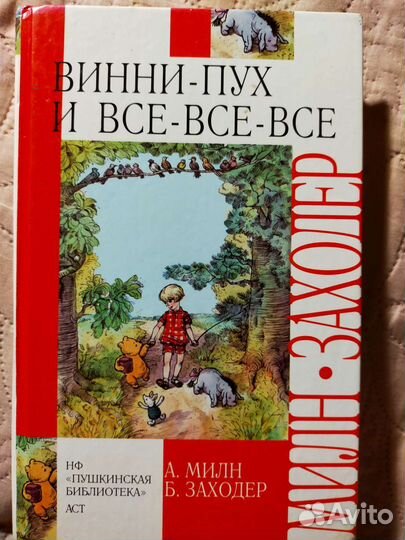 ВИННИ-ПУХ
И ВСЕ-ВСЕ-ВСЕ
МИЛН • ЗАХОДЕР
НФ
«ПУШКИНСКАЯ
БИБЛИОТЕКА»
АСТ
А. МИЛН
Б. ЗАХОДЕР
Avito